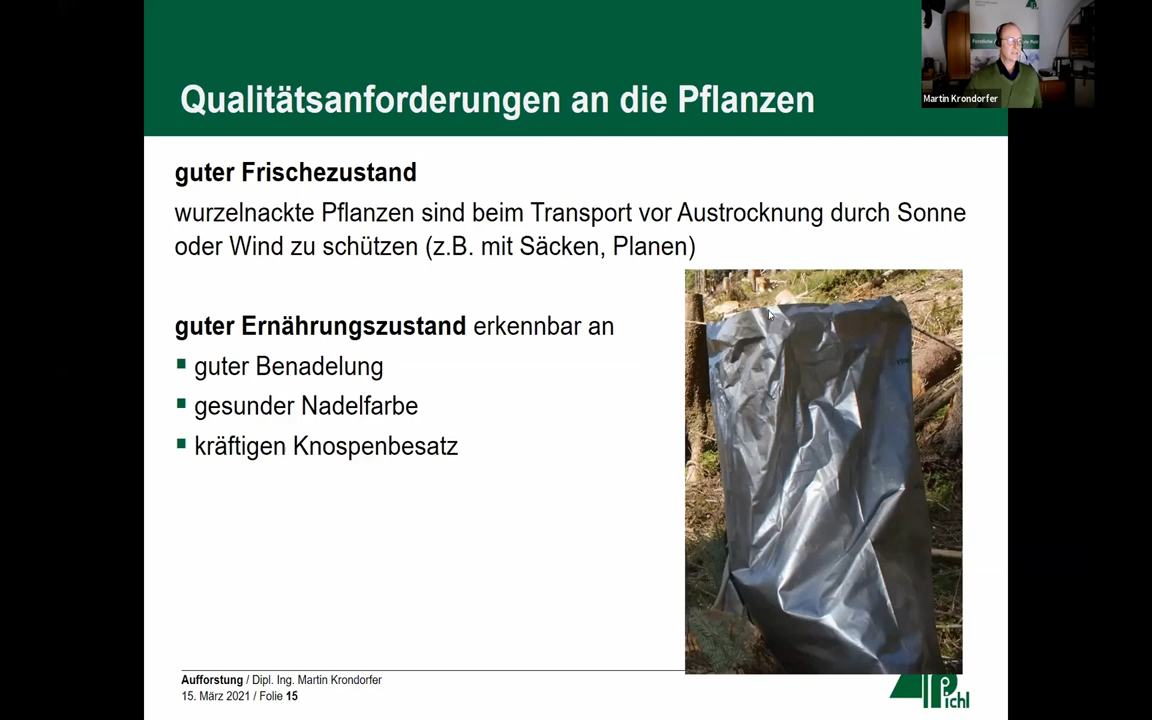 Qualitätsanforderungen an die Pflanzen
Martin Krondorfer
guter Frischezustand
wurzelnackte Pflanzen sind beim Transport vor Austrocknung durch Sonne
oder Wind zu schützen (z.B. mit Säcken, Planen)
guter Ernährungszustand erkennbar an
guter Benadelung
gesunder Nadelfarbe
kräftigen Knospenbesatz
Aufforstung / Dipl. Ing. Martin Krondorfer
15. März 2021 / Folie 15
Pichl